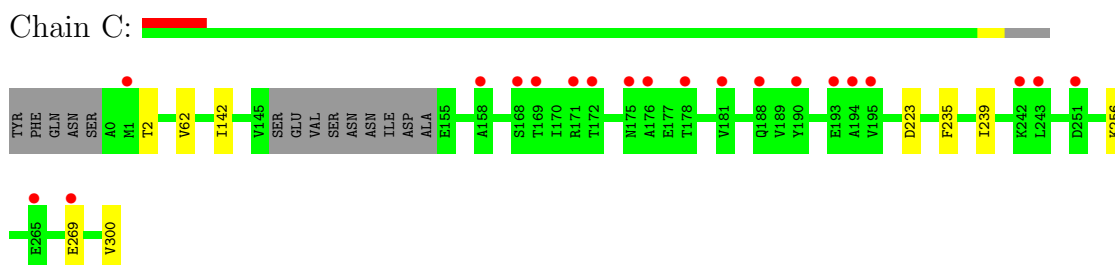 Chain C:
TYR PHE GLN ASN SER A0 M1 T2 V62 I142 V145 SER GLU VAL SER ASN ASN ILE ASP ALA E155 A158 S168 T169 I170 R171 T172 N175 A176 E177 T178 V181 Q188 V189 Y190 E193 A194 V195 D223 F235 I239 K242 L243 D251 K256
E265 E269 V300